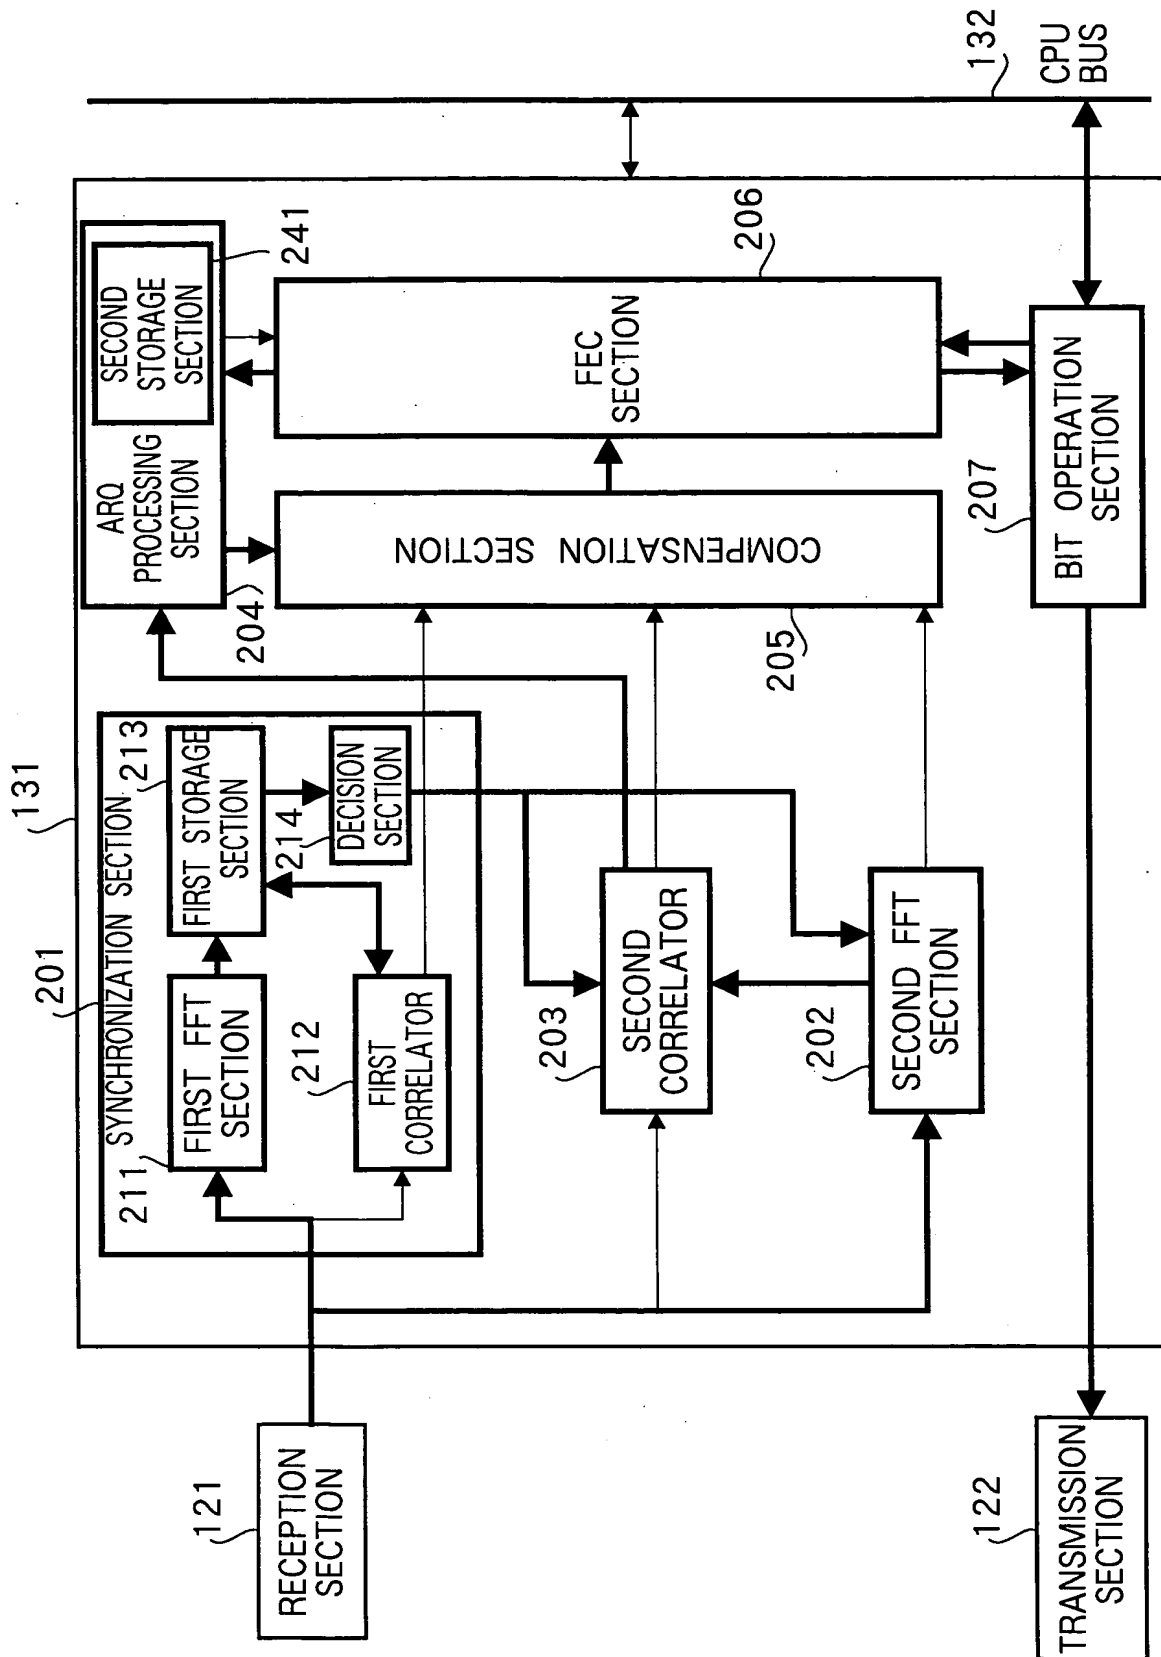 131
132
CPU
BUS
201
SYNCHRONIZATION SECTION
211
FIRST FFT
SECTION
213
FIRST STORAGE
SECTION
212
FIRST
CORRELATOR
214
DECISION
SECTION
204
ARQ
PROCESSING
SECTION
SECOND
STORAGE
SECTION
241
121
RECEPTION
SECTION
203
SECOND
CORRELATOR
202
SECOND FFT
SECTION
205
COMPENSATION SECTION
206
FEC
SECTION
207
BIT OPERATION
SECTION
122
TRANSMISSION
SECTION